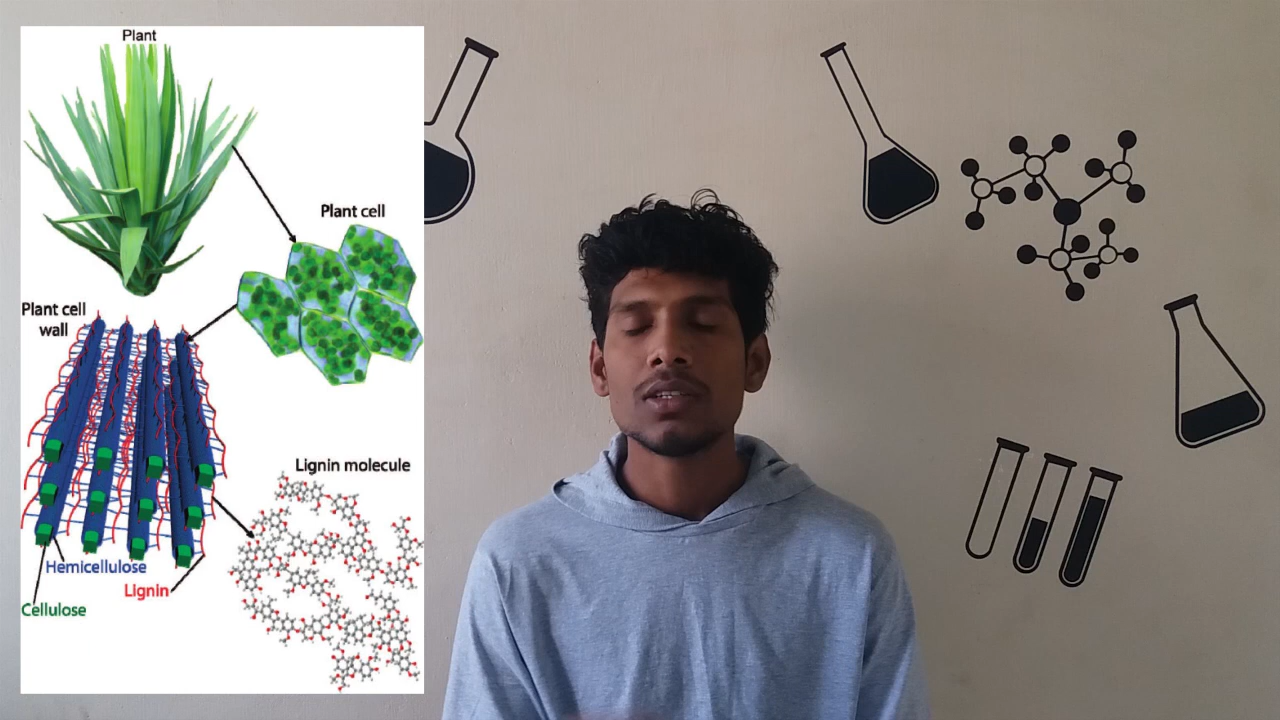 Plant
Plant cell
Plant cell
wall
Lignin molecule
Hemicellulose
Lignin
Cellulose